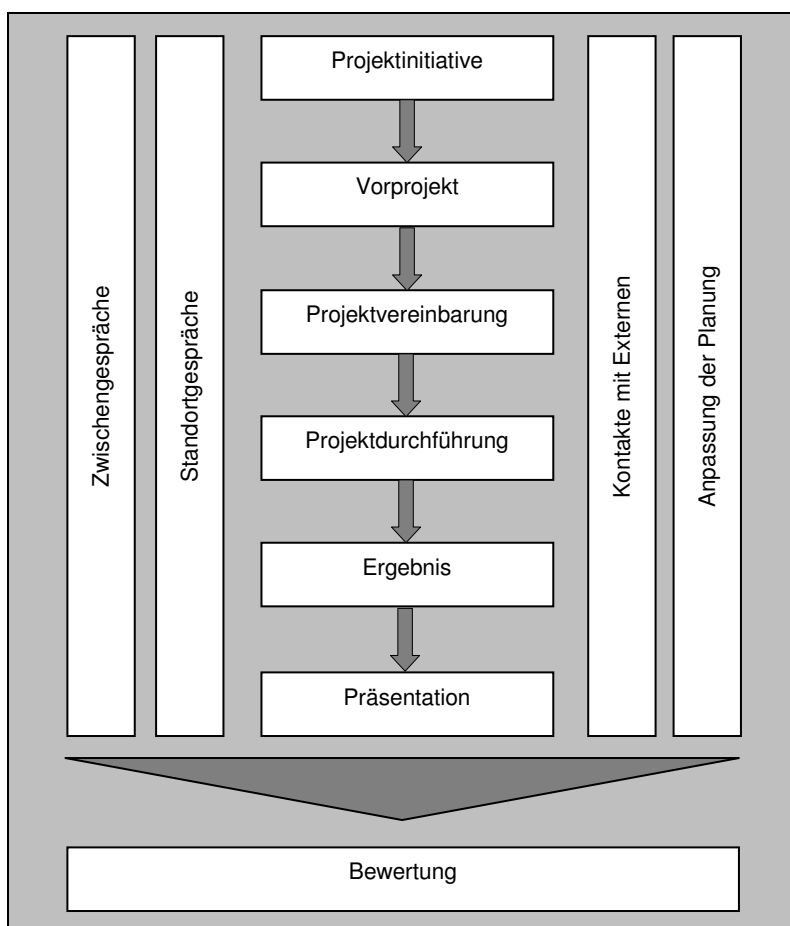 Projektinitiative
Vorprojekt
Projektvereinbarung
Projektdurchführung
Ergebnis
Präsentation
Zwischengespräche
Standortgespräche
Kontakte mit Externen
Anpassung der Planung
Bewertung